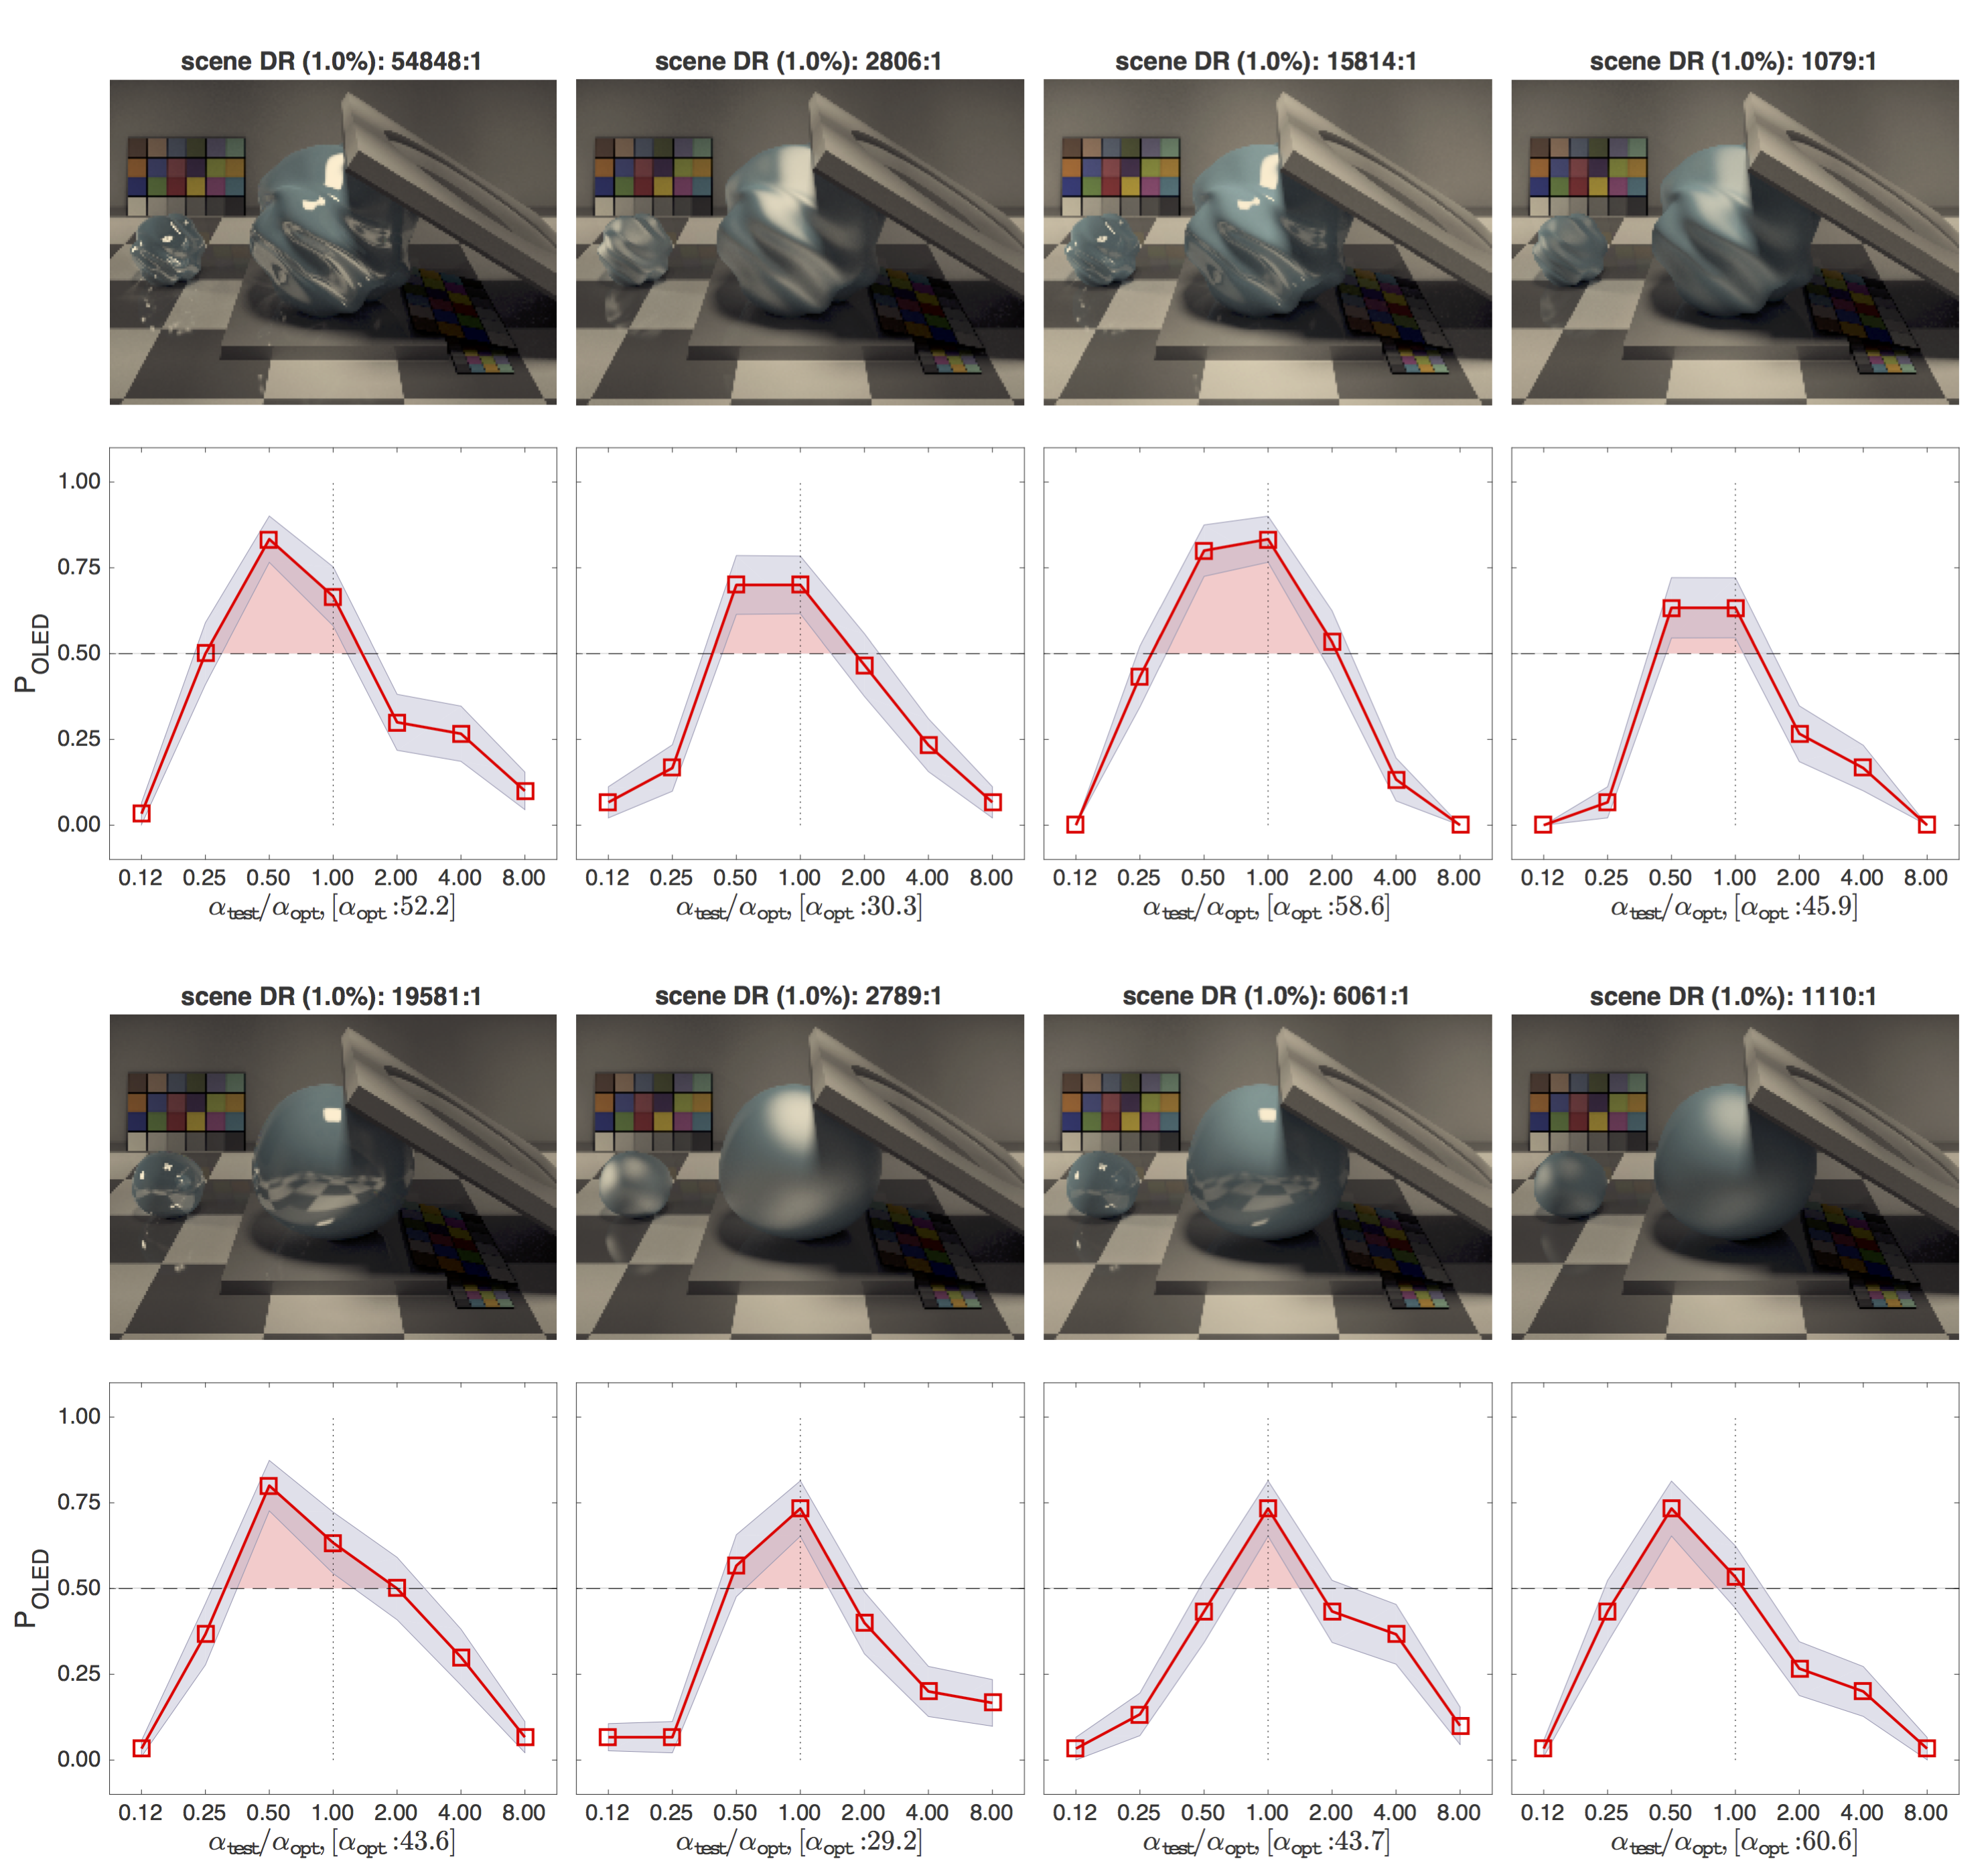 scene DR (1.0%): 54848:1 scene DR (1.0%): 2806:1 scene DR (1.0%): 15814:1 scene DR (1.0%): 1079:1
1.00
0.75
0.50
0.25
0.00
P_OLED
0.12 0.25 0.50 1.00 2.00 4.00 8.00 0.12 0.25 0.50 1.00 2.00 4.00 8.00 0.12 0.25 0.50 1.00 2.00 4.00 8.00 0.12 0.25 0.50 1.00 2.00 4.00 8.00
α_test/α_opt, [α_opt :52.2] α_test/α_opt, [α_opt :30.3] α_test/α_opt, [α_opt :58.6] α_test/α_opt, [α_opt :45.9]
scene DR (1.0%): 19581:1 scene DR (1.0%): 2789:1 scene DR (1.0%): 6061:1 scene DR (1.0%): 1110:1
1.00
0.75
0.50
0.25
0.00
P_OLED
0.12 0.25 0.50 1.00 2.00 4.00 8.00 0.12 0.25 0.50 1.00 2.00 4.00 8.00 0.12 0.25 0.50 1.00 2.00 4.00 8.00 0.12 0.25 0.50 1.00 2.00 4.00 8.00
α_test/α_opt, [α_opt :43.6] α_test/α_opt, [α_opt :29.2] α_test/α_opt, [α_opt :43.7] α_test/α_opt, [α_opt :60.6]